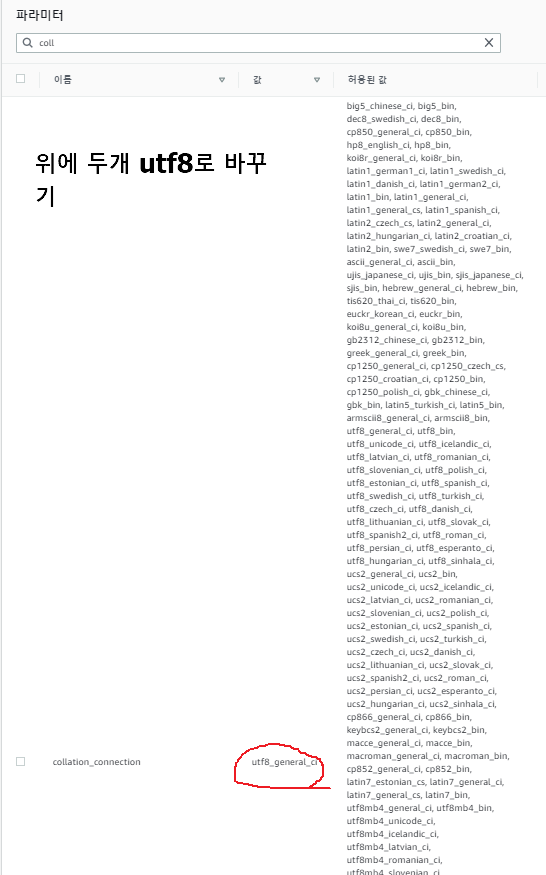 파라미터
coll
이름 값 허용된 값
위에 두개 utf8로 바꾸
기
big5_chinese_ci, big5_bin,
dec8_swedish_ci, dec8_bin,
cp850_general_ci, cp850_bin,
hp8_english_ci, hp8_bin,
koi8r_general_ci, koi8r_bin,
latin1_german1_ci, latin1_swedish_ci,
latin1_danish_ci, latin1_german2_ci,
latin1_bin, latin1_general_ci,
latin1_general_cs, latin1_spanish_ci,
latin2_czech_cs, latin2_general_ci,
latin2_hungarian_ci, latin2_croatian_ci,
latin2_bin, swe7_swedish_ci, swe7_bin,
ascii_general_ci, ascii_bin,
ujis_japanese_ci, ujis_bin, sjis_japanese_ci,
sjis_bin, hebrew_general_ci, hebrew_bin,
tis620_thai_ci, tis620_bin,
euckr_korean_ci, euckr_bin,
koi8u_general_ci, koi8u_bin,
gb2312_chinese_ci, gb2312_bin,
greek_general_ci, greek_bin,
cp1250_general_ci, cp1250_czech_cs,
cp1250_croatian_ci, cp1250_bin,
cp1250_polish_ci, gbk_chinese_ci,
gbk_bin, latin5_turkish_ci, latin5_bin,
armscii8_general_ci, armscii8_bin,
utf8_general_ci, utf8_bin,
utf8_unicode_ci, utf8_icelandic_ci,
utf8_latvian_ci, utf8_romanian_ci,
utf8_slovenian_ci, utf8_polish_ci,
utf8_estonian_ci, utf8_spanish_ci,
utf8_swedish_ci, utf8_turkish_ci,
utf8_czech_ci, utf8_danish_ci,
utf8_lithuanian_ci, utf8_slovak_ci,
utf8_spanish2_ci, utf8_roman_ci,
utf8_persian_ci, utf8_esperanto_ci,
utf8_hungarian_ci, utf8_sinhala_ci,
ucs2_general_ci, ucs2_bin,
ucs2_unicode_ci, ucs2_icelandic_ci,
ucs2_latvian_ci, ucs2_romanian_ci,
ucs2_slovenian_ci, ucs2_polish_ci,
ucs2_estonian_ci, ucs2_spanish_ci,
ucs2_swedish_ci, ucs2_turkish_ci,
ucs2_czech_ci, ucs2_danish_ci,
ucs2_lithuanian_ci, ucs2_slovak_ci,
ucs2_spanish2_ci, ucs2_roman_ci,
ucs2_persian_ci, ucs2_esperanto_ci,
ucs2_hungarian_ci, ucs2_sinhala_ci,
cp866_general_ci, cp866_bin,
keybcs2_general_ci, keybcs2_bin,
macce_general_ci, macce_bin,
macroman_general_ci, macroman_bin,
collation_connection utf8_general_ci cp852_general_ci, cp852_bin,
latin7_estonian_cs, latin7_general_ci,
latin7_general_cs, latin7_bin,
utf8mb4_general_ci, utf8mb4_bin,
utf8mb4_unicode_ci,
utf8mb4_icelandic_ci,
utf8mb4_latvian_ci,
utf8mb4_romanian_ci,
utf8mb4_slovenian_ci,